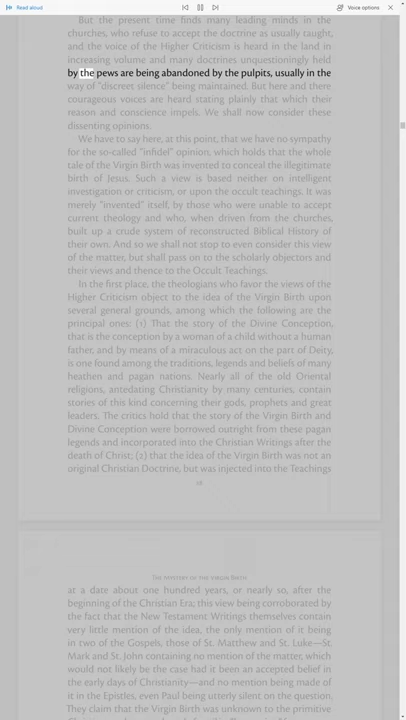 Read aloud
Voice options
But the present time finds many leading minds in the
churches, who refuse to accept the doctrine as usually taught,
and the voice of the Higher Criticism is heard in the land in
increasing volume and many doctrines unquestioningly held
by the pews are being abandoned by the pulpits, usually in the
way of "discreet silence" being maintained. But here and there
courageous voices are heard stating plainly that which their
reason and conscience impels. We shall now consider these
dissenting opinions.
We have to say here, at this point, that we have no sympathy
for the so-called "infidel" opinion, which holds that the whole
tale of the Virgin Birth was invented to conceal the illegitimate
birth of Jesus. Such a view is based neither on intelligent
investigation or criticism, or upon the occult teachings. It was
merely "invented" itself, by those who were unable to accept
current theology and who, when driven from the churches,
built up a crude system of reconstructed Biblical History of
their own. And so we shall not stop to even consider this view
of the matter, but shall pass on to the scholarly objectors and
their views and thence to the Occult Teachings.
In the first place, the theologians who favor the views of the
Higher Criticism object to the idea of the Virgin Birth upon
several general grounds, among which the following are the
principal ones: (1) That the story of the Divine Conception,
that is the conception by a woman of a child without a human
father, and by means of a miraculous act on the part of Deity,
is one found among the traditions, legends and beliefs of many
heathen and pagan nations. Nearly all of the old Oriental
religions, antedating Christianity by many centuries, contain
stories of this kind concerning their gods, prophets and great
leaders. The critics hold that the story of the Virgin Birth and
Divine Conception were borrowed outright from these pagan
legends and incorporated into the Christian Writings after the
death of Christ; (2) that the idea of the Virgin Birth was not an
original Christian Doctrine, but was injected into the Teachings
The Mystery of the Virgin Birth
at a date about one hundred years, or nearly so, after the
beginning of the Christian Era; this view being corroborated by
the fact that the New Testament Writings themselves contain
very little mention of the idea, the only mention of it being
in two of the Gospels, those of St. Matthew and St. Luke—St.
Mark and St. John containing no mention of the matter, which
would not likely be the case had it been an accepted belief in
the early days of Christianity—and no mention being made of
it in the Epistles, even Paul being utterly silent on the question.
They claim that the Virgin Birth was unknown to the primitive